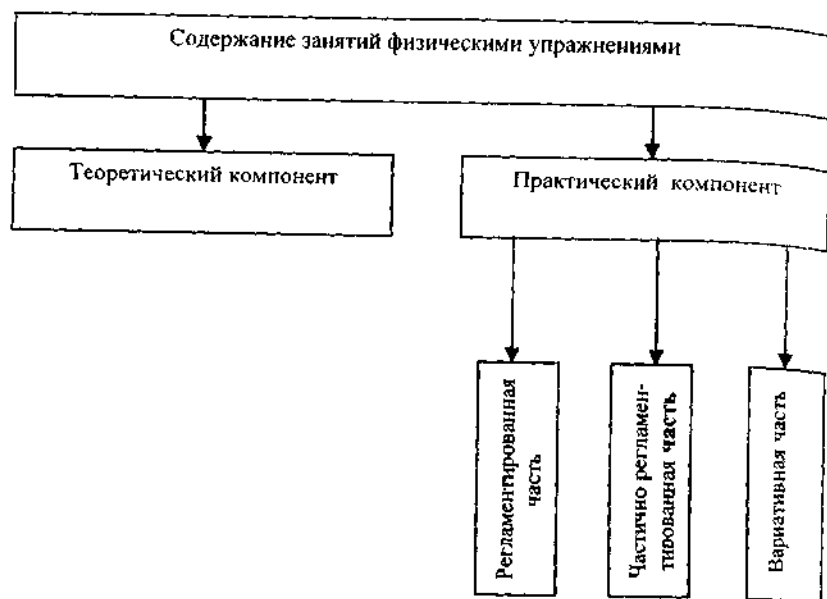 Содержание занятий физическими упражнениями
Теоретический компонент
Практический компонент
Регламентированная
часть
Частично регламен-
тированная часть
Вариативная часть